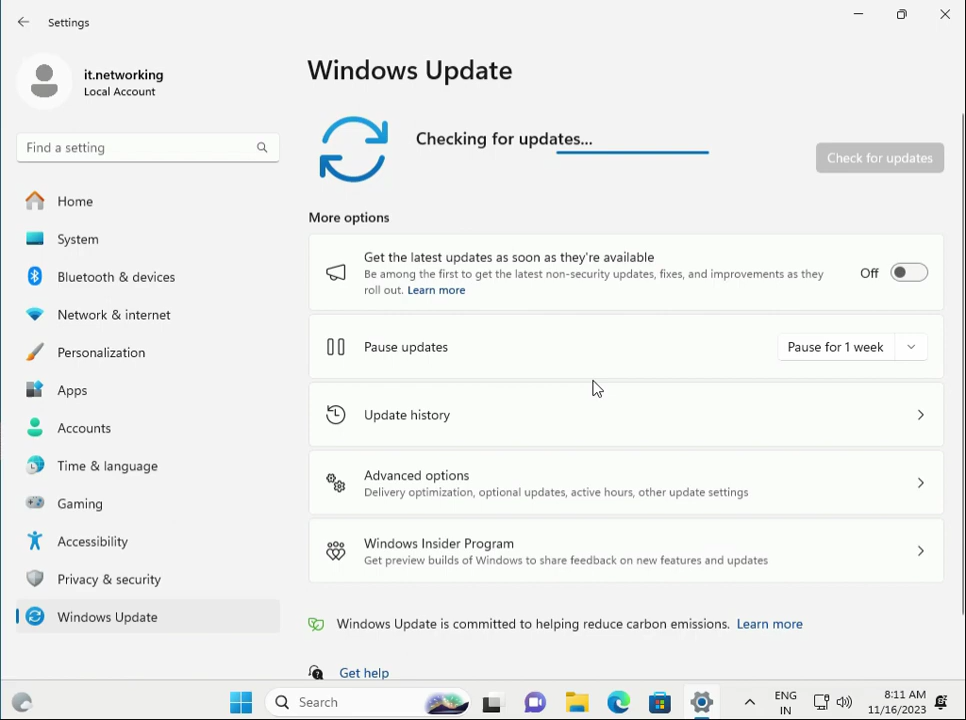 Settings
it.networking
Local Account
Find a setting
Home
System
Bluetooth & devices
Network & internet
Personalization
Apps
Accounts
Time & language
Gaming
Accessibility
Privacy & security
Windows Update
Windows Update
Checking for updates...
Check for updates
More options
Get the latest updates as soon as they're available
Be among the first to get the latest non-security updates, fixes, and improvements as they
roll out. Learn more
Off
Pause updates
Pause for 1 week
Update history
Advanced options
Delivery optimization, optional updates, active hours, other update settings
Windows Insider Program
Get preview builds of Windows to share feedback on new features and updates
Windows Update is committed to helping reduce carbon emissions. Learn more
Get help
Search
ENG
IN
8:11 AM
11/16/2023